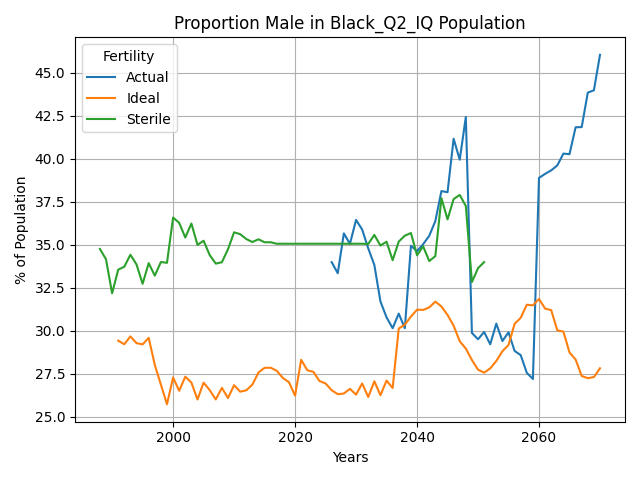 Proportion Male in Black_Q2_IQ Population
Fertility
Actual
Ideal
Sterile
% of Population
45.0
42.5
40.0
37.5
35.0
32.5
30.0
27.5
25.0
2000
2020
2040
2060
Years